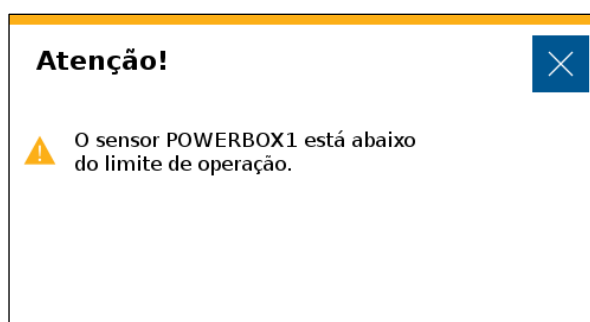 Atenção!
O sensor POWERBOX1 está abaixo
do limite de operação.